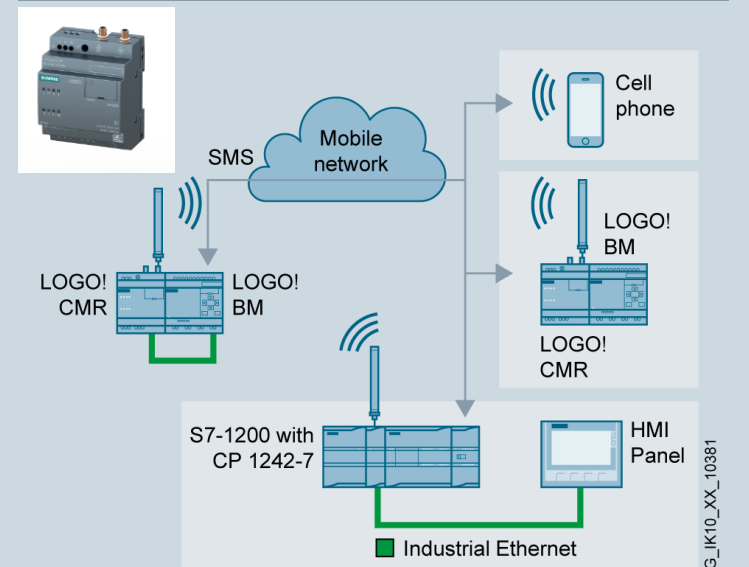 SIEMENS
Cell
phone
Mobile
network
SMS
LOGO!
BM
LOGO!
CMR
LOGO!
BM
LOGO!
CMR
S7-1200 with
CP 1242-7
HMI
Panel
Industrial Ethernet
G_IK10_XX_10381